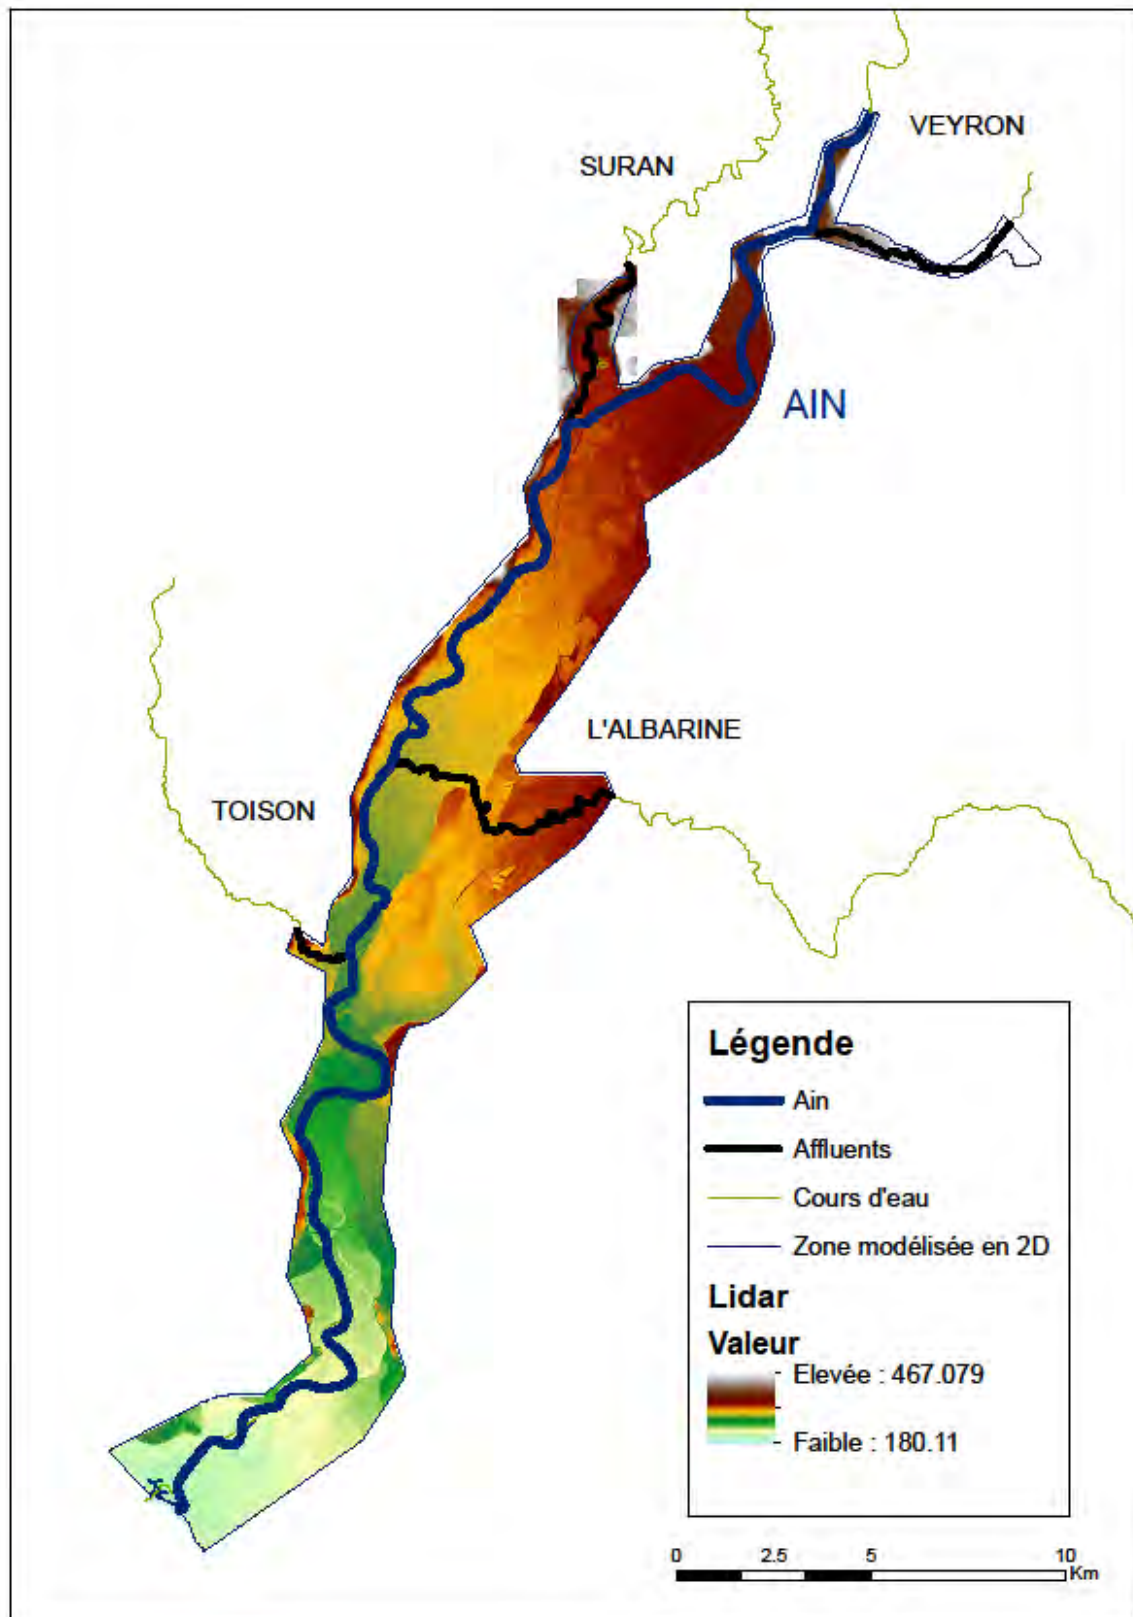 VEYRON
SURAN
AIN
L'ALBARINE
TOISON
Légende
Ain
Affluents
Cours d'eau
Zone modélisée en 2D
Lidar
Valeur
Elevée : 467.079
Faible : 180.11
0 2.5 5 10
Km